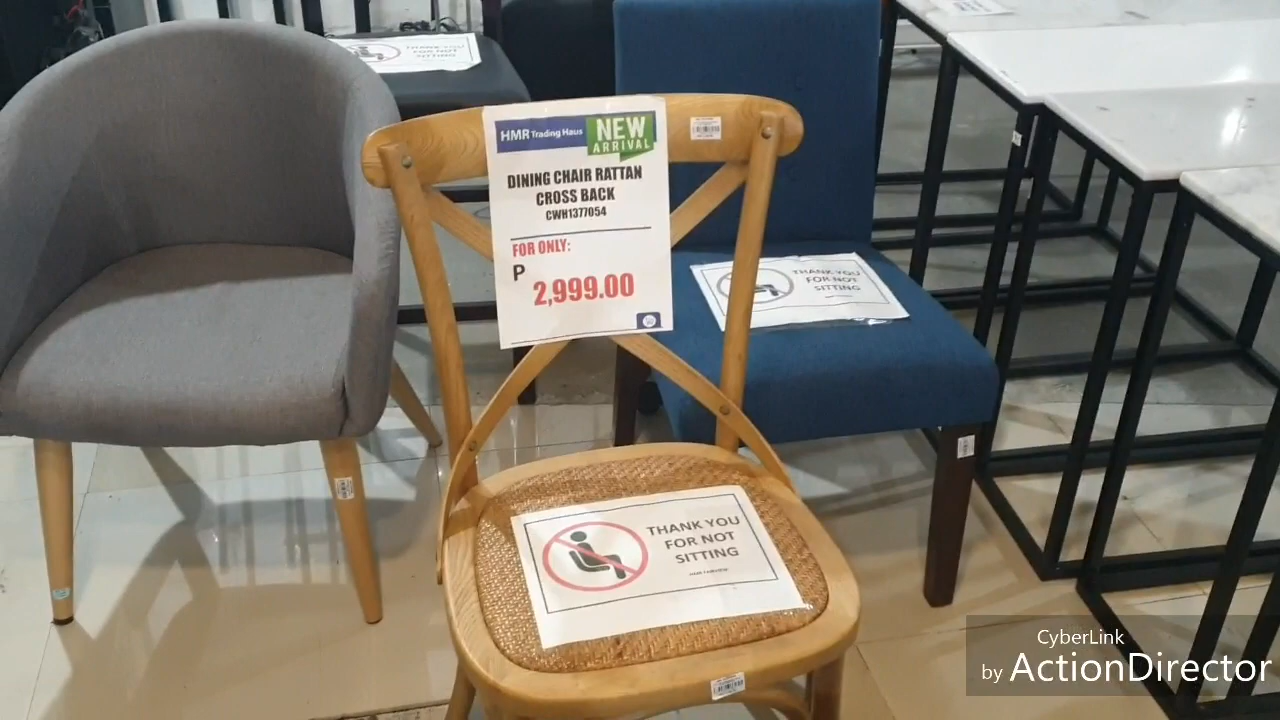 THANK YOU
FOR NOT
SITTING
HMR Trading Haus
NEW
ARRIVAL
DINING CHAIR RATTAN
CROSS BACK
CWH1377054
FOR ONLY:
P
2,999.00
THANK YOU
FOR NOT
SITTING
THANK YOU
FOR NOT
SITTING
CyberLink
by ActionDirector